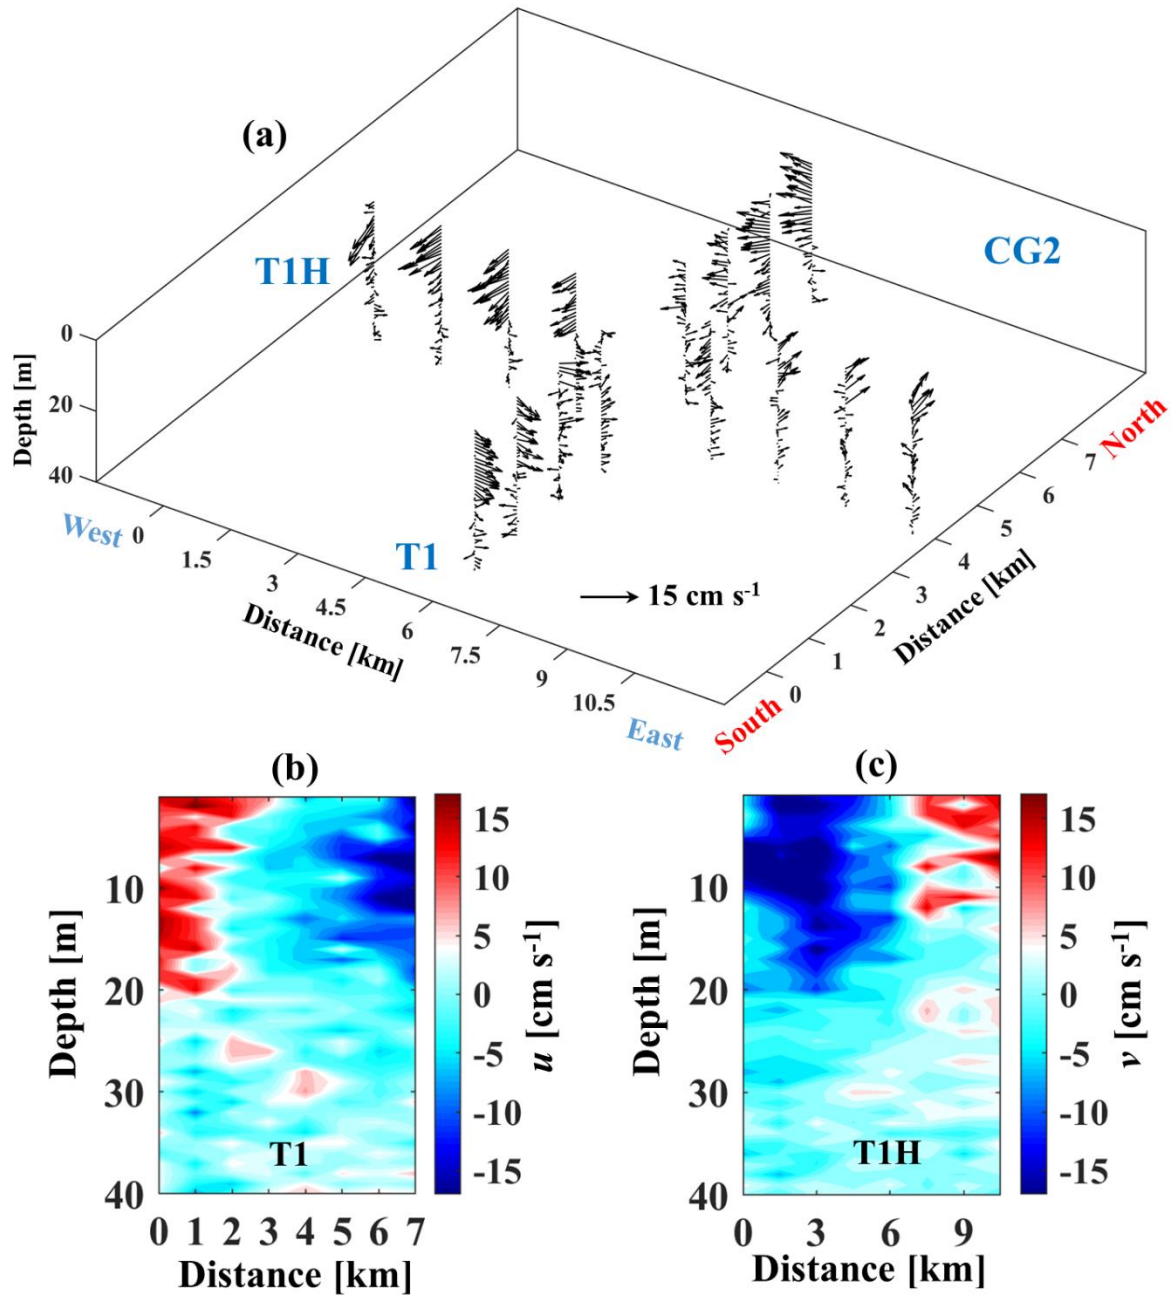 (a)
T1H
CG2
0
20
40
Depth [m]
West
0
1.5
3
4.5
6
7.5
9
10.5
Distance [km]
East
T1
15 cm s-1
North
7
6
5
4
3
2
1
0
Distance [km]
South
(b)
10
20
30
40
Depth [m]
T1
0 1 2 3 4 5 6 7
Distance [km]
15
10
5
0
-5
-10
-15
u [cm s-1]
(c)
10
20
30
40
Depth [m]
T1H
0 3 6 9
Distance [km]
15
10
5
0
-5
-10
-15
v [cm s-1]